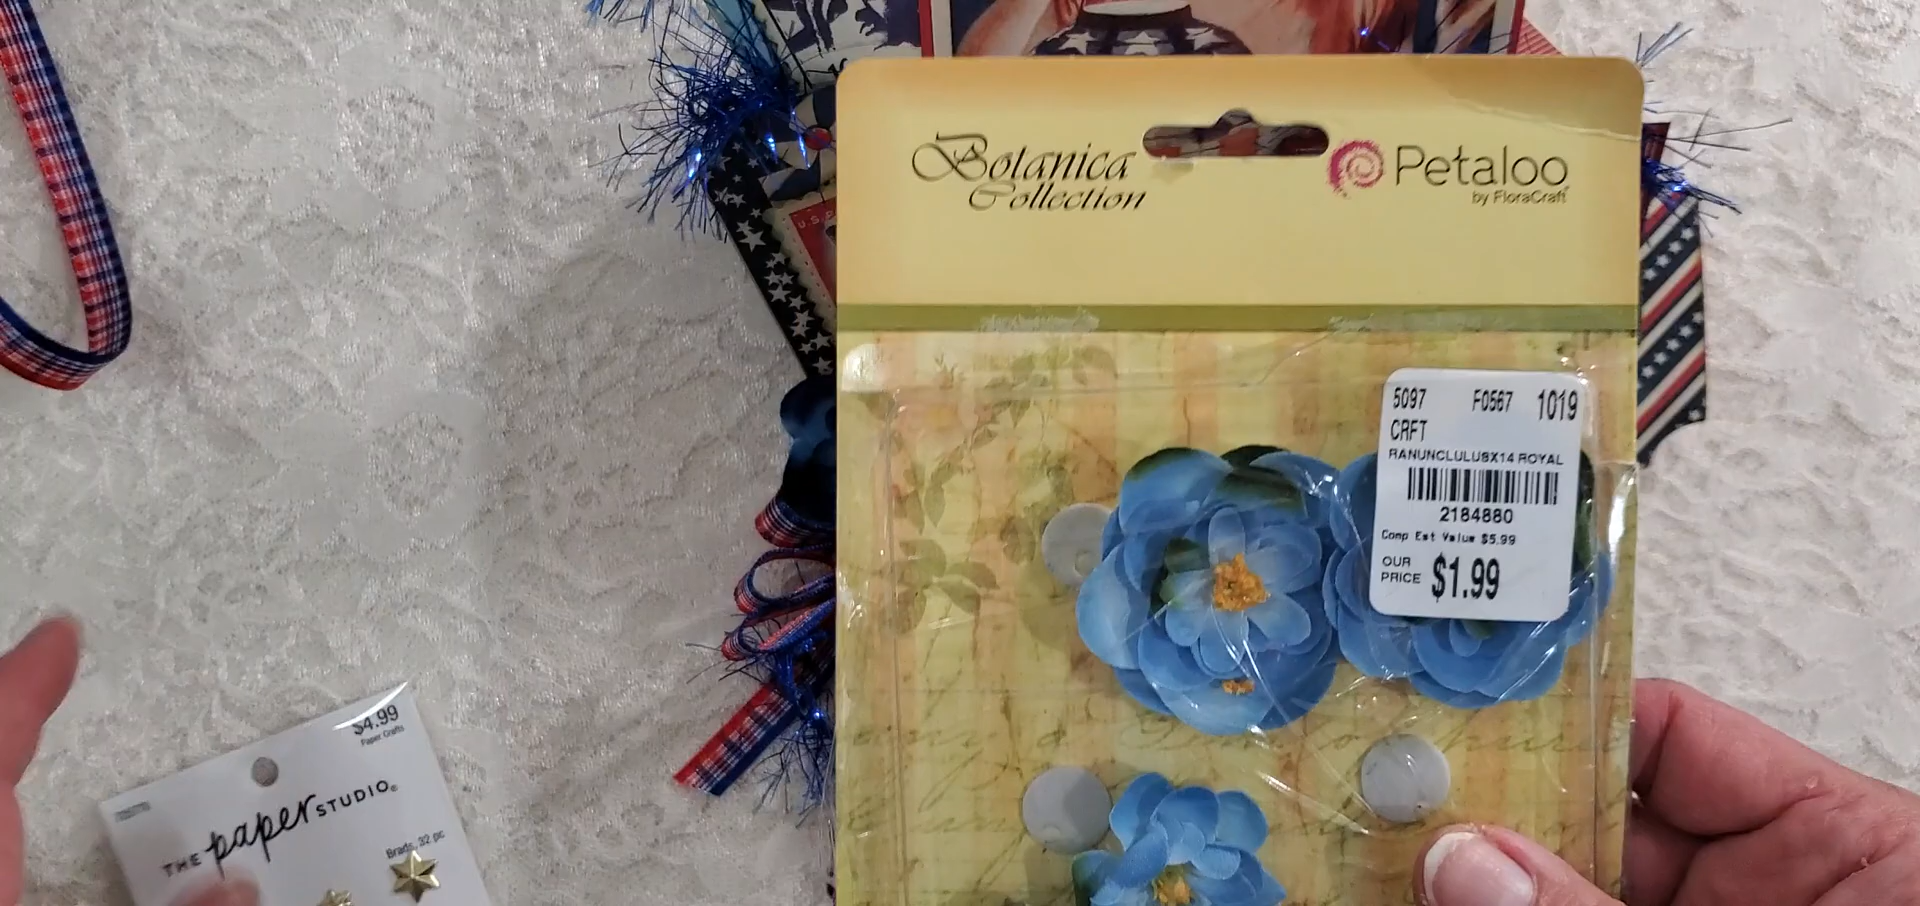 Botanica
Collection
Petaloo
by FloraCraft
5097 F0567 1019
CRFT
RANUNCLULUSX14 ROYAL
2184880
Comp Est Value $5.99
OUR
PRICE $1.99
$4.99
Paper Crafts
THE paper STUDIO®
Brads, 32 pc
U.S.P